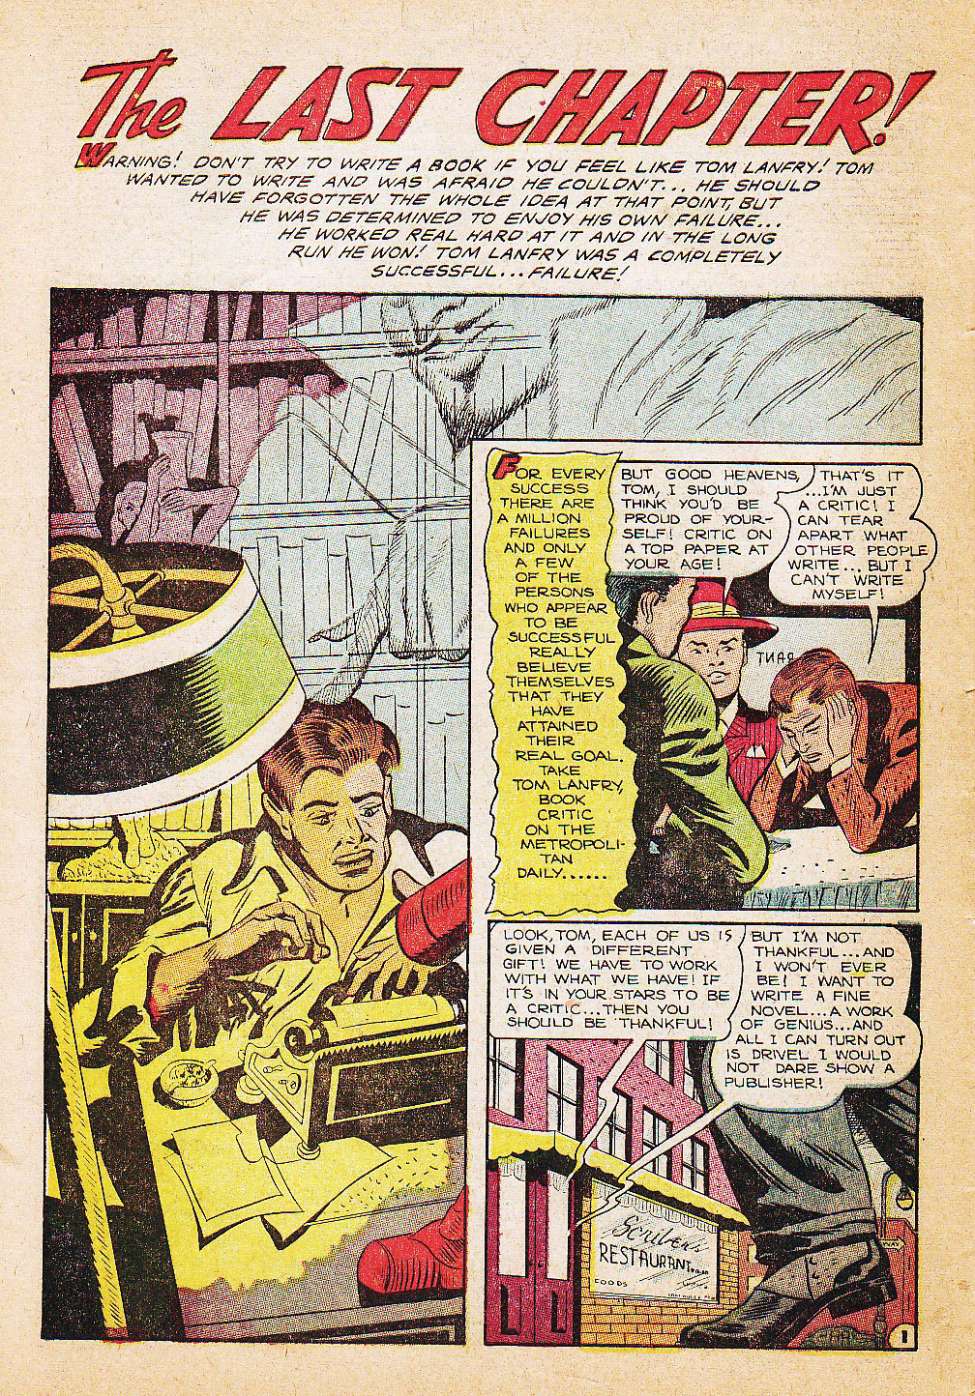 The LAST CHAPTER!
WARNING! DON'T TRY TO WRITE A BOOK IF YOU FEEL LIKE TOM LANFRY! TOM
WANTED TO WRITE AND WAS AFRAID HE COULDN'T... HE SHOULD
HAVE FORGOTTEN THE WHOLE IDEA AT THAT POINT, BUT
HE WAS DETERMINED TO ENJOY HIS OWN FAILURE...
HE WORKED REAL HARD AT IT AND IN THE LONG
RUN HE WON! TOM LANFRY WAS A COMPLETELY
SUCCESSFUL...FAILURE!
FOR EVERY
SUCCESS
THERE ARE
A MILLION
FAILURES
AND ONLY
A FEW
OF THE
PERSONS
WHO APPEAR
TO BE
SUCCESSFUL
REALLY
BELIEVE
THEMSELVES
THAT THEY
HAVE
ATTAINED
THEIR
REAL GOAL.
TAKE
TOM LANFRY,
BOOK
CRITIC
ON THE
METROPOLI-
TAN
DAILY......
BUT GOOD HEAVENS,
TOM, I SHOULD
THINK YOU'D BE
PROUD OF YOUR-
SELF! CRITIC ON
A TOP PAPER AT
YOUR AGE!
THAT'S IT
...I'M JUST
A CRITIC! I
CAN TEAR
APART WHAT
OTHER PEOPLE
WRITE... BUT I
CAN'T WRITE
MYSELF!
RANT
LOOK, TOM, EACH OF US IS
GIVEN A DIFFERENT
GIFT! WE HAVE TO WORK
WITH WHAT WE HAVE! IF
IT'S IN YOUR STARS TO BE
A CRITIC...THEN YOU
SHOULD BE THANKFUL!
BUT I'M NOT
THANKFUL...AND
I WON'T EVER
BE! I WANT TO
WRITE A FINE
NOVEL...A WORK
OF GENIUS...AND
ALL I CAN TURN OUT
IS DRIVEL I WOULD
NOT DARE SHOW A
PUBLISHER!
Scriben's
RESTAURANT
FOODS
1